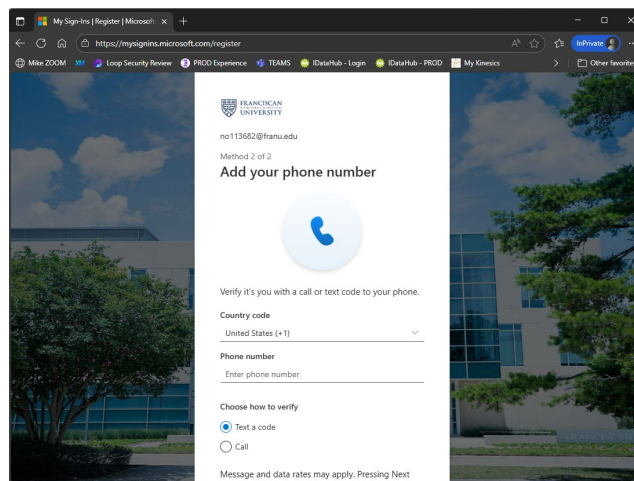 My Sign-Ins | Register | Microsoft
https://mysignins.microsoft.com/register
InPrivate
Mike ZOOM
Loop Security Review
PROD Experience
TEAMS
IDataHub - Login
IDataHub - PROD
My Kinesics
Other favorite
FRANCISCAN
UNIVERSITY
no113682@franu.edu
Method 2 of 2
Add your phone number
Verify it's you with a call or text code to your phone.
Country code
United States (+1)
Phone number
Enter phone number
Choose how to verify
Text a code
Call
Message and data rates may apply. Pressing Next